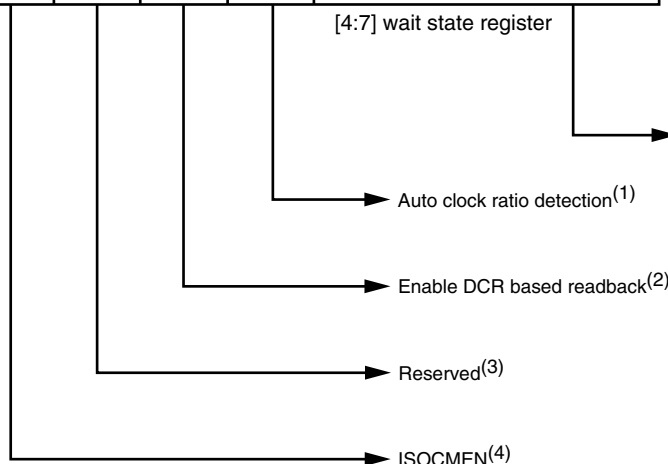 [4:7] wait state register
Auto clock ratio detection(1)
Enable DCR based readback(2)
Reserved(3)
ISOCMEN(4)